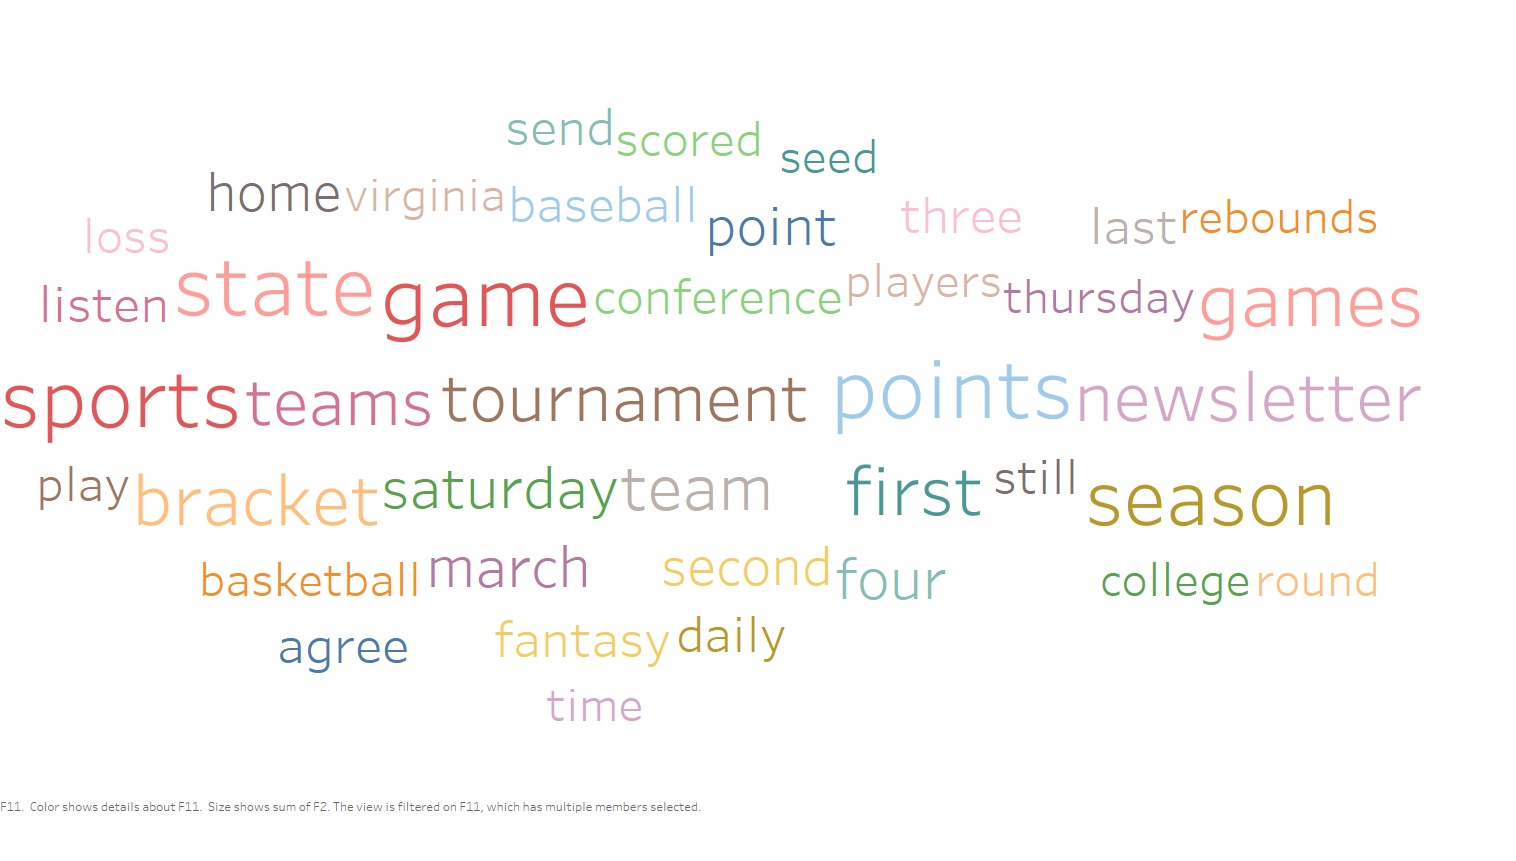 send scored seed
home virginia baseball point three last rebounds
loss
listen state game conference players thursday games
sports teams tournament points newsletter
play bracket saturday team first still season
basketball march second four college round
agree fantasy daily
time
F11. Color shows details about F11. Size shows sum of F2. The view is filtered on F11, which has multiple members selected.